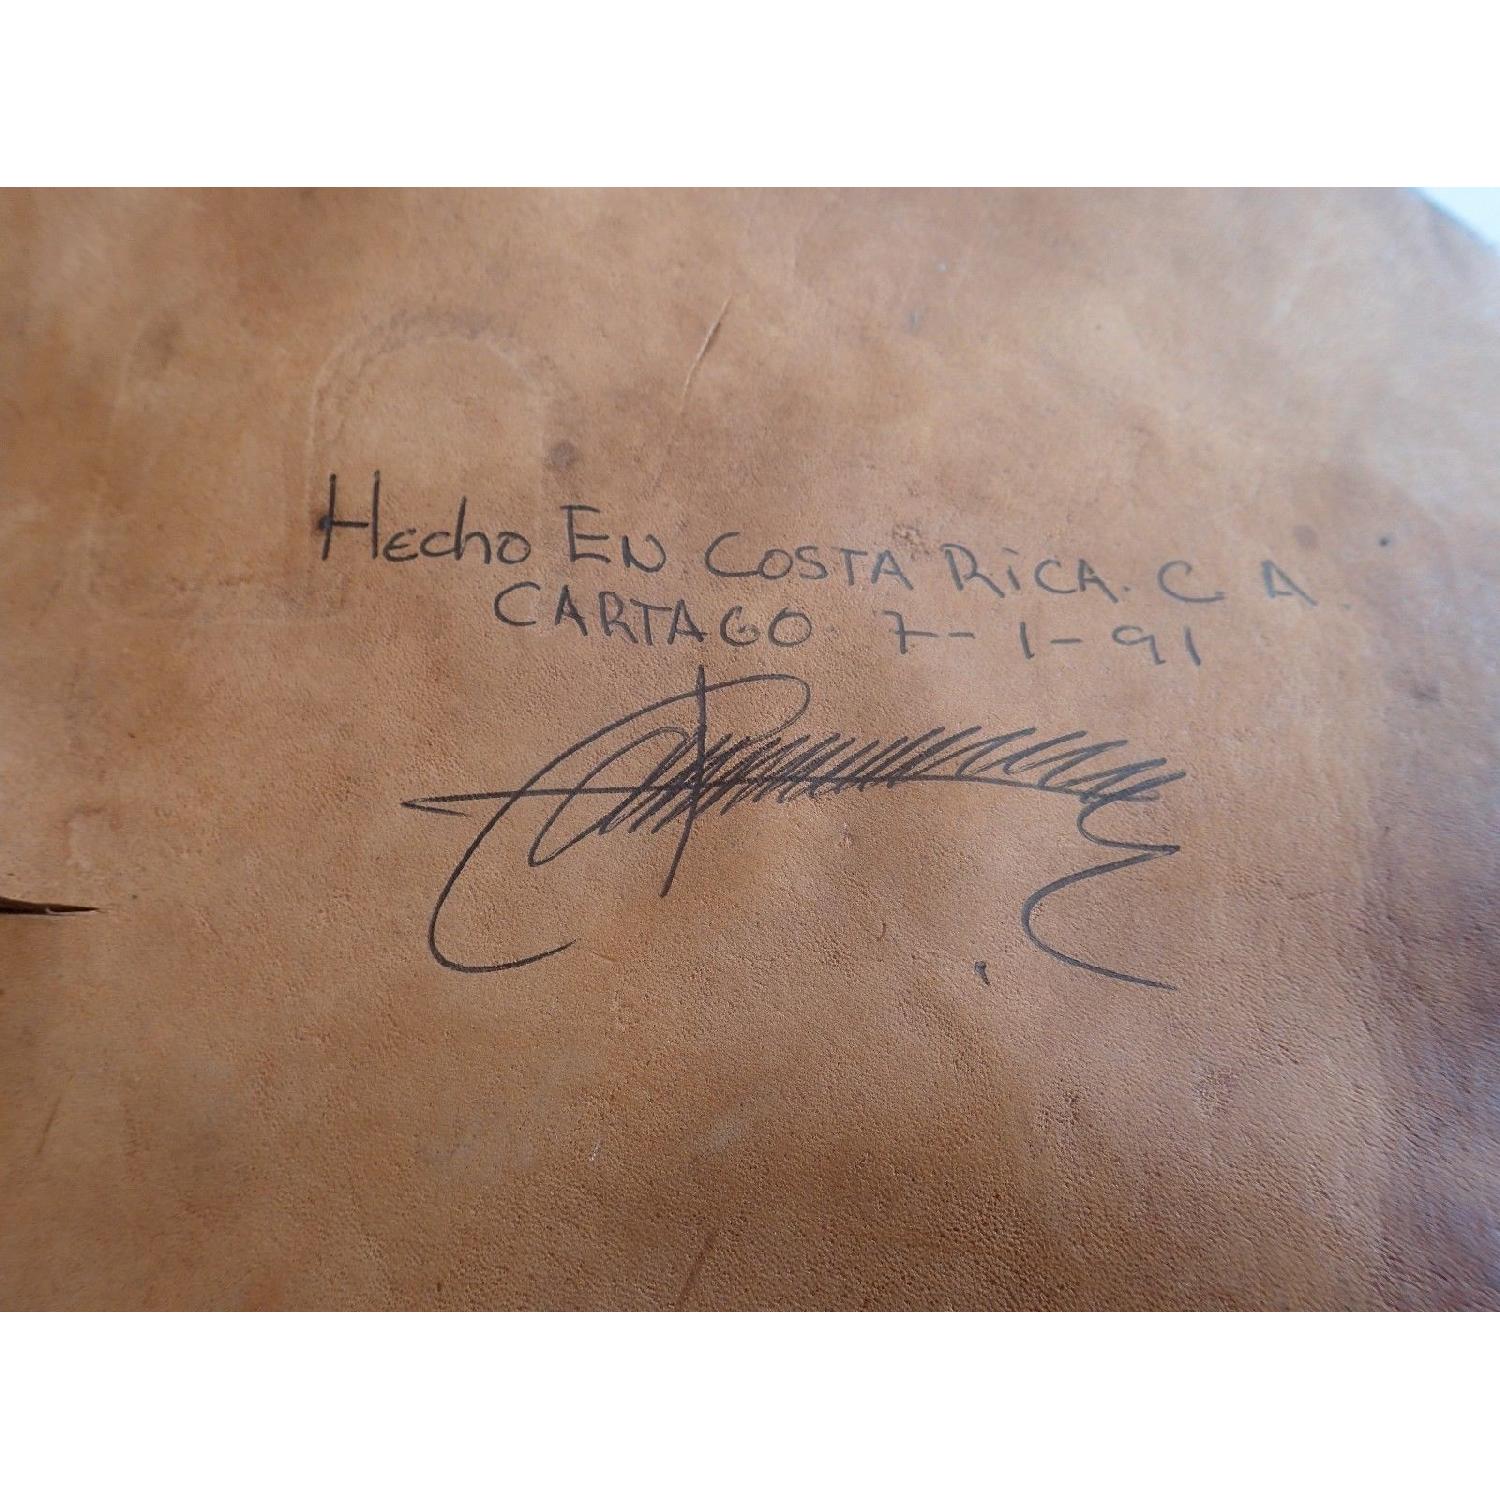 Hecho EN COSTA RiCA. C A.
CARTAGO 7-1-91